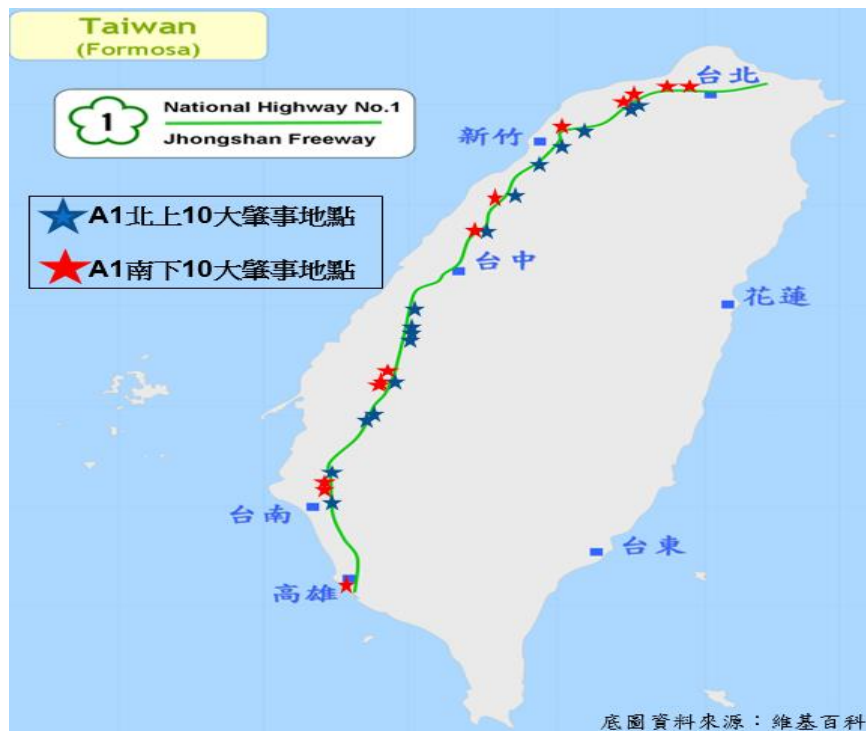 Taiwan
(Formosa)
1
National Highway No.1
Jhongshan Freeway
A1北上10大肇事地點
A1南下10大肇事地點
台北
新竹
台中
花蓮
台南
台東
高雄
底圖資料來源：維基百科